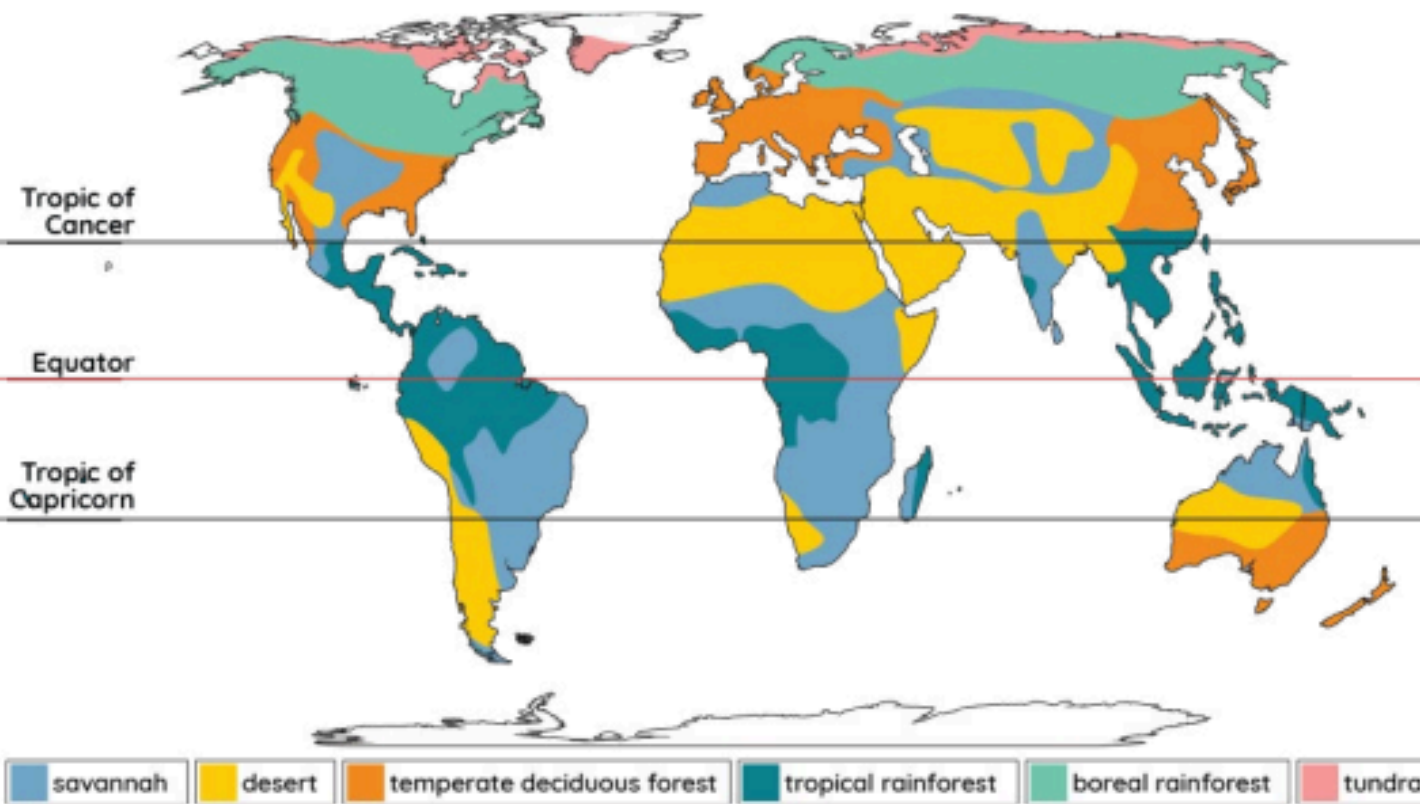 Tropic of
Cancer
Equator
Tropic of
Capricorn
savannah desert temperate deciduous forest tropical rainforest boreal rainforest tundra